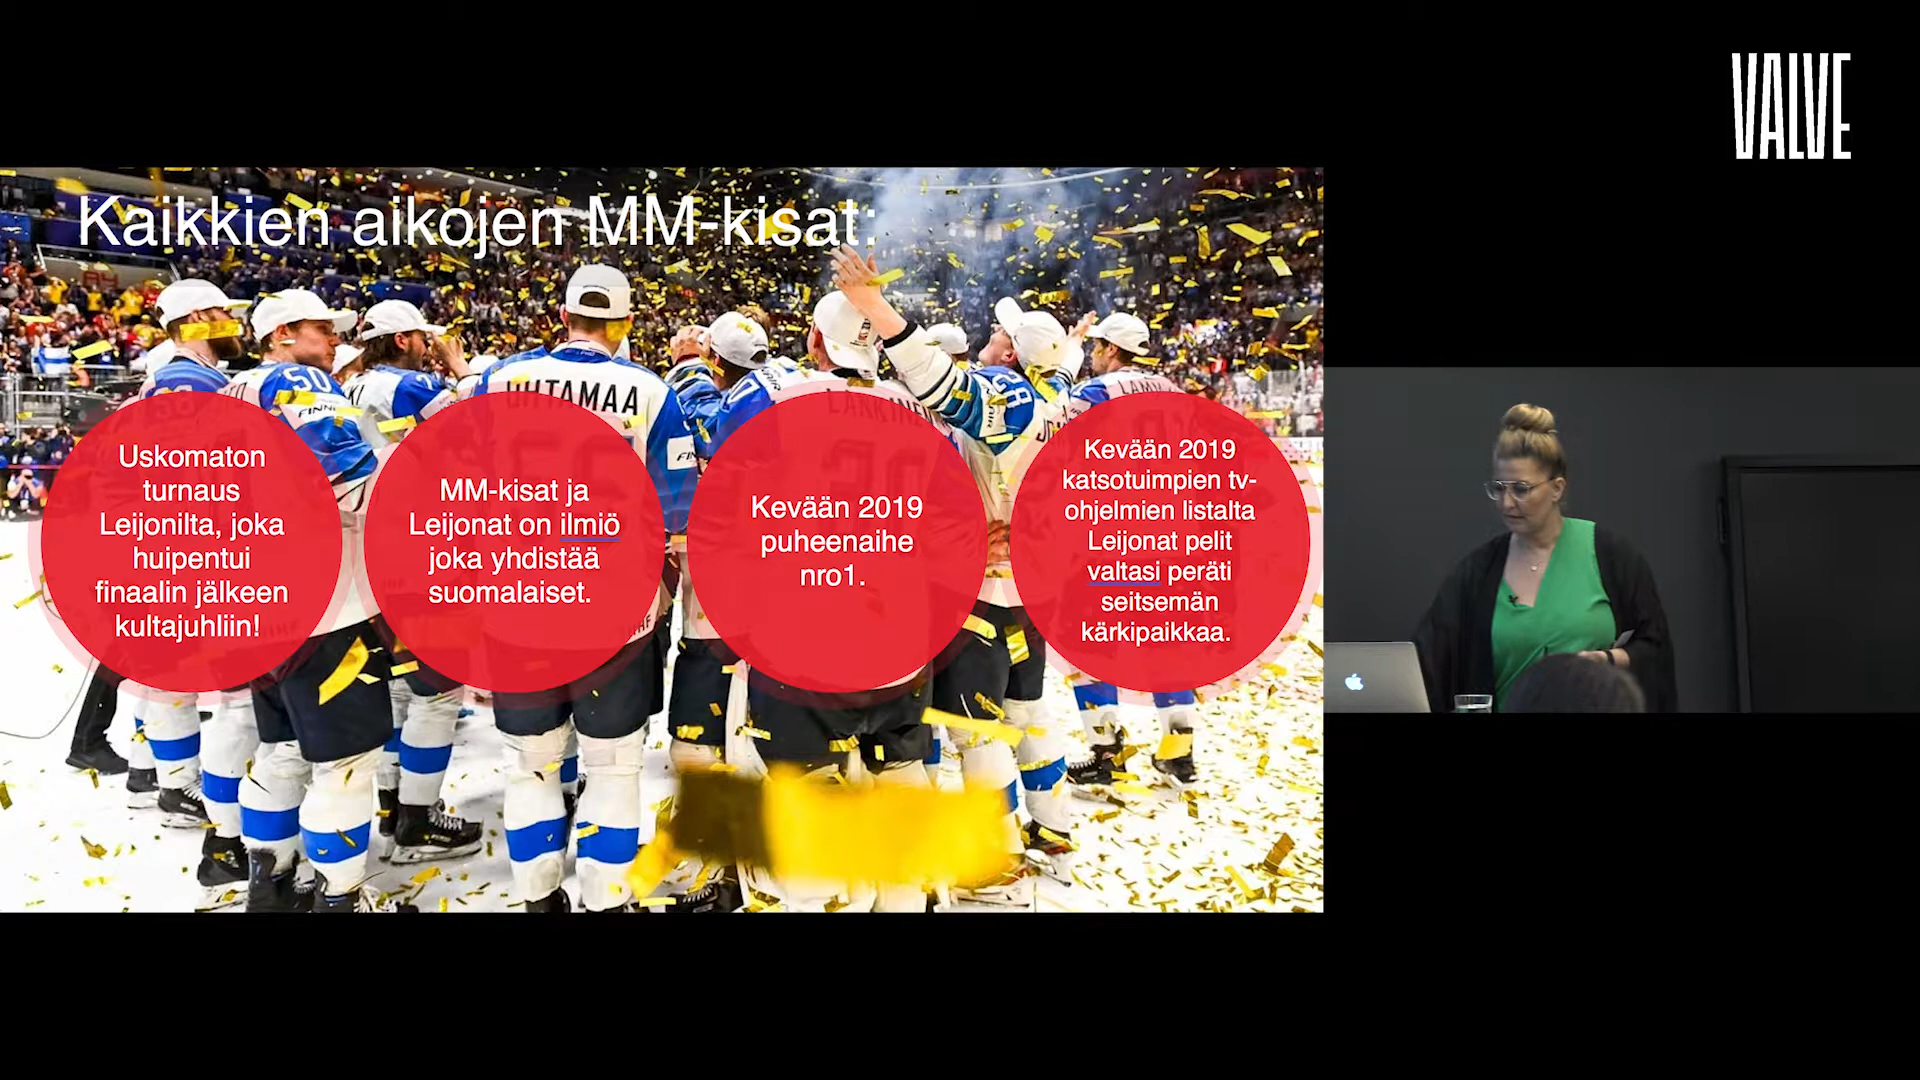 VALVE
Kaikkien aikojen MM-kisat:
50
UHTAMAA
LANKINEN
28
Uskomaton
turnaus
Leijonilta, joka
huipentui
finaalin jälkeen
kultajuhliin!
MM-kisat ja
Leijonat on ilmiö
joka yhdistää
suomalaiset.
Kevään 2019
puheenaihe
nro1.
Kevään 2019
katsotuimpien tv-
ohjelmien listalta
Leijonat pelit
valtasi peräti
seitsemän
kärkipaikkaa.